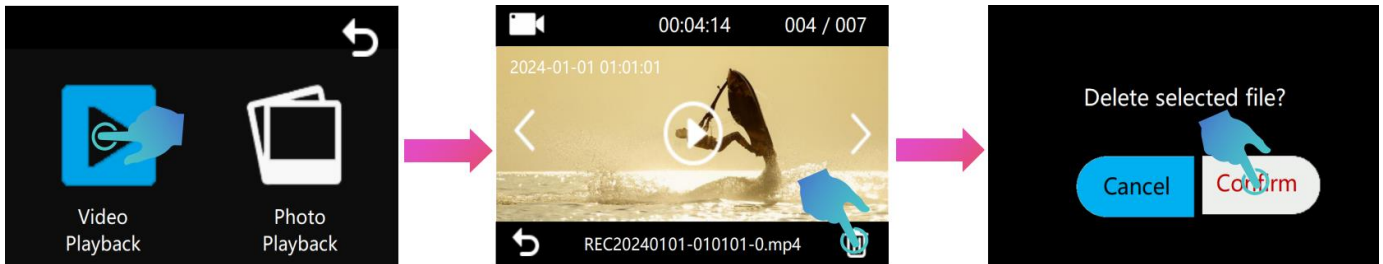 Video
Playback
Photo
Playback
00:04:14
004 / 007
2024-01-01 01:01:01
REC20240101-010101-0.mp4
Delete selected file?
Cancel
Confirm